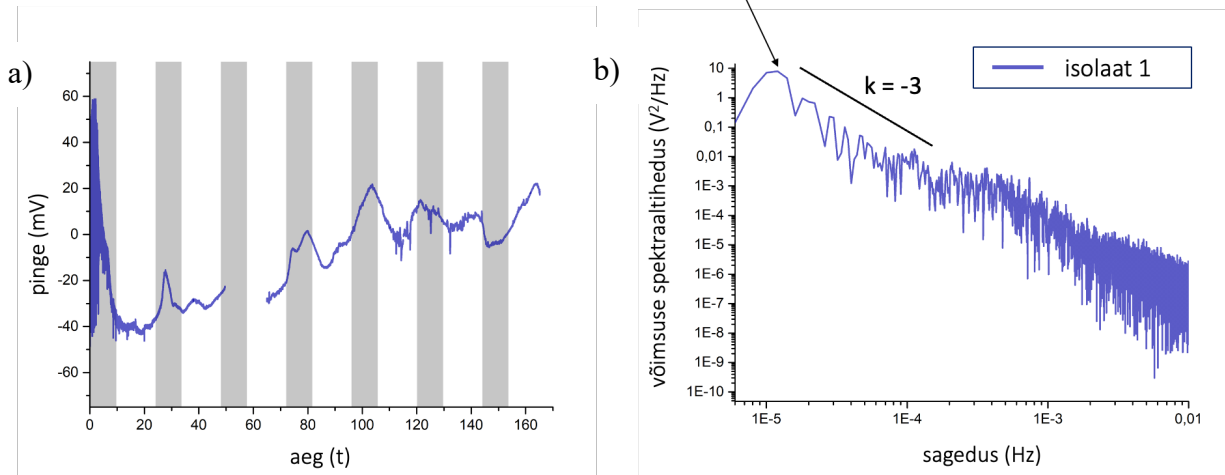 a)
pinge (mV)
60
40
20
0
-20
-40
-60
0 20 40 60 80 100 120 140 160
aeg (t)
b)
isolaat 1
k = -3
võimsuse spektraaltihedus (V²/Hz)
10
1
0,1
0,01
1E-3
1E-4
1E-5
1E-6
1E-7
1E-8
1E-9
1E-10
1E-5 1E-4 1E-3 0,01
sagedus (Hz)